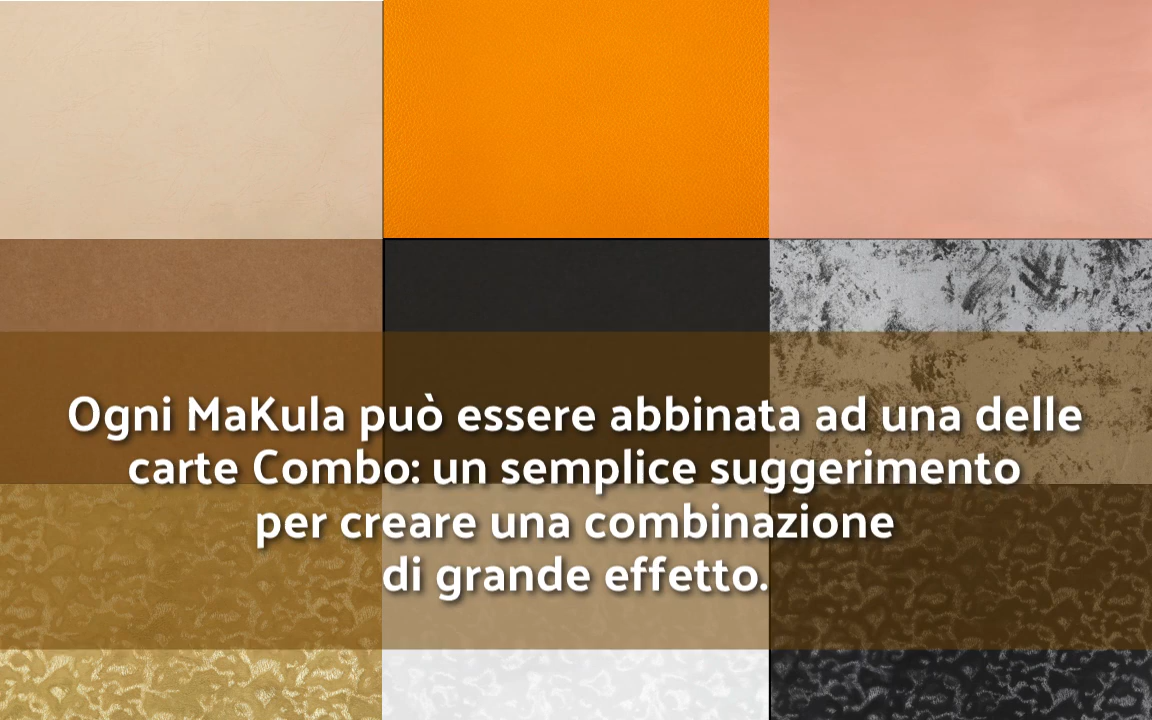 Ogni MaKula può essere abbinata ad una delle
carte Combo: un semplice suggerimento
per creare una combinazione
di grande effetto.